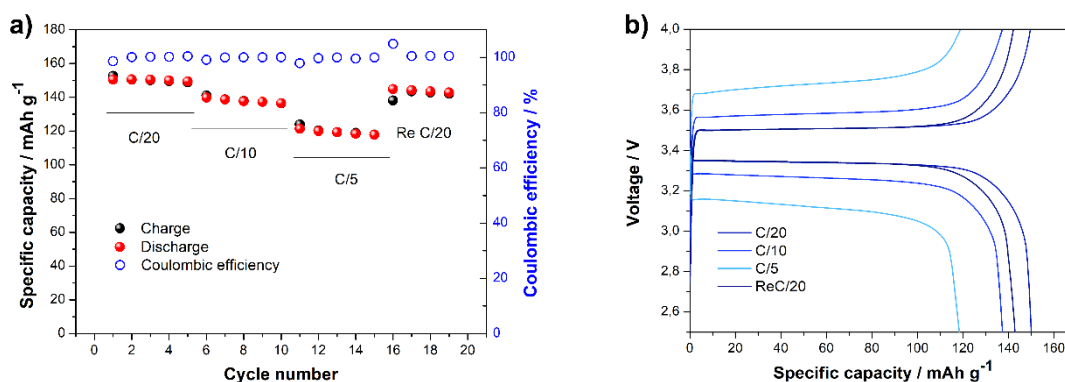 a)
Specific capacity / mAh g⁻¹
180
160
140
120
100
80
60
40
20
0
C/20
C/10
C/5
Re C/20
Charge
Discharge
Coulombic efficiency
0 2 4 6 8 10 12 14 16 18 20
Cycle number
100
80
60
40
20
0
Coulombic efficiency / %
b)
Voltage / V
4,0
3,8
3,6
3,4
3,2
3,0
2,8
2,6
C/20
C/10
C/5
ReC/20
0 20 40 60 80 100 120 140 160
Specific capacity / mAh g⁻¹